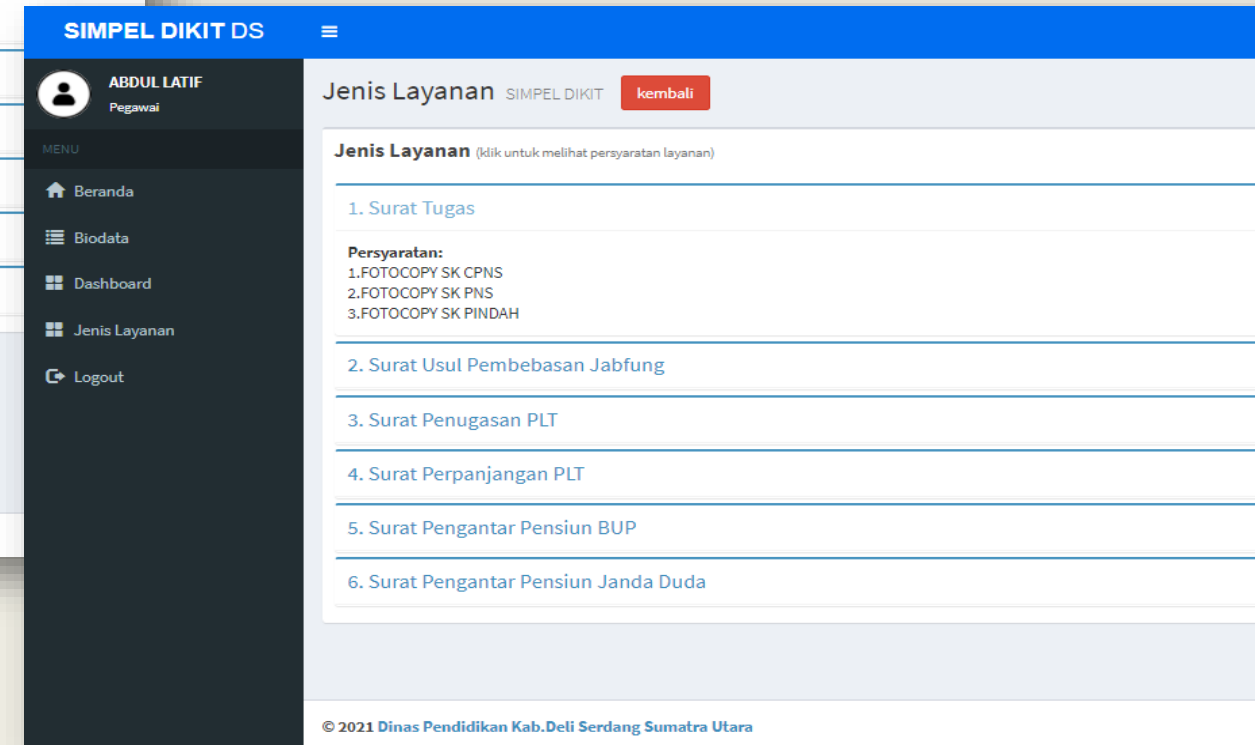 SIMPEL DIKIT DS
ABDUL LATIF
Pegawai
MENU
Beranda
Biodata
Dashboard
Jenis Layanan
Logout
Jenis Layanan SIMPEL DIKIT kembali
Jenis Layanan (klik untuk melihat persyaratan layanan)
1. Surat Tugas
Persyaratan:
1.FOTOCOPY SK CPNS
2.FOTOCOPY SK PNS
3.FOTOCOPY SK PINDAH
2. Surat Usul Pembebasan Jabfung
3. Surat Penugasan PLT
4. Surat Perpanjangan PLT
5. Surat Pengantar Pensiun BUP
6. Surat Pengantar Pensiun Janda Duda
© 2021 Dinas Pendidikan Kab.Deli Serdang Sumatra Utara